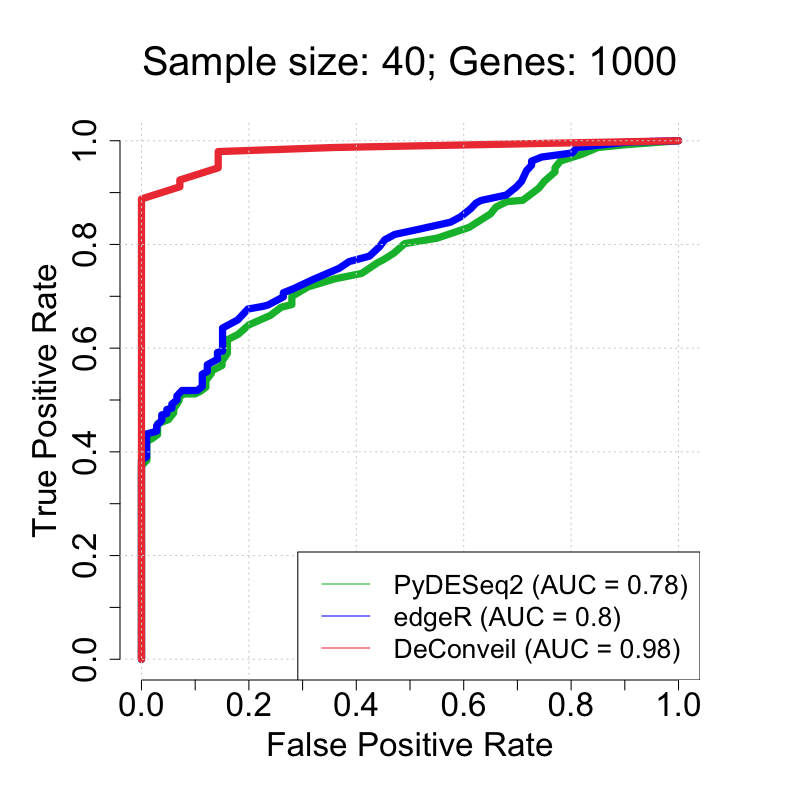 Sample size: 40; Genes: 1000
True Positive Rate
1.0
0.8
0.6
0.4
0.2
0.0
PyDESeq2 (AUC = 0.78)
edgeR (AUC = 0.8)
DeConveil (AUC = 0.98)
0.0 0.2 0.4 0.6 0.8 1.0
False Positive Rate